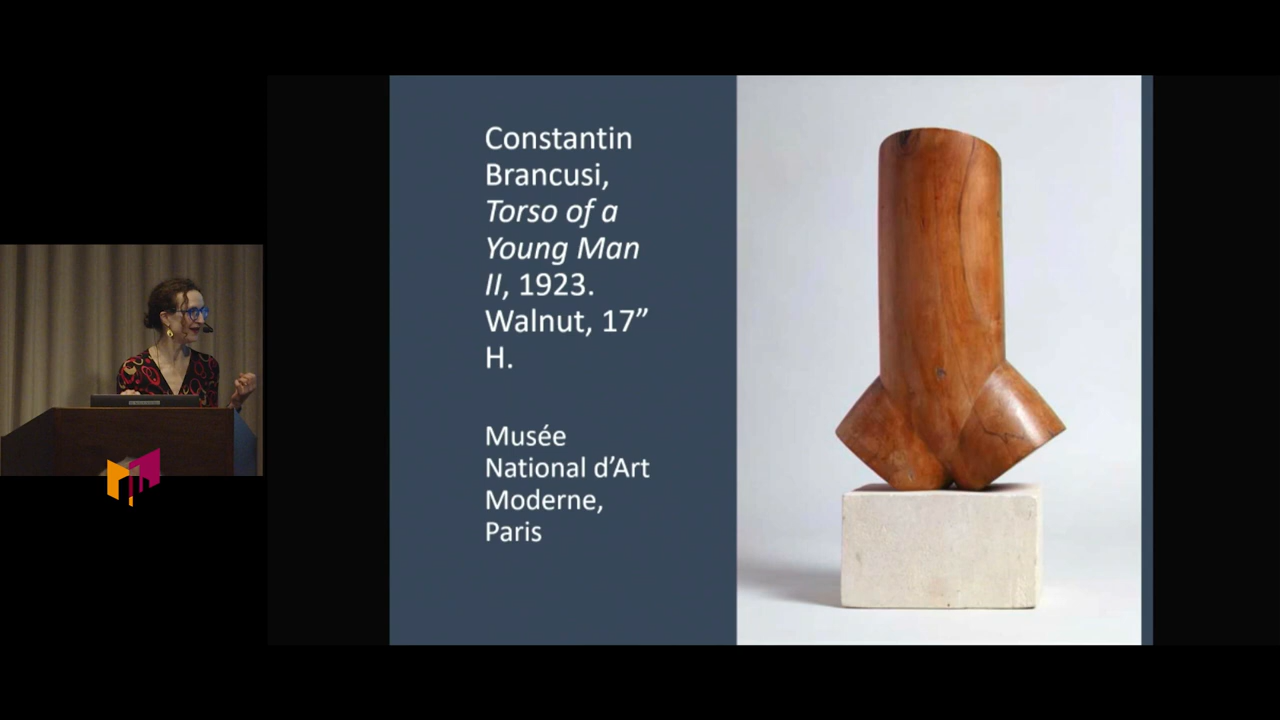 Constantin
Brancusi,
Torso of a
Young Man
II, 1923.
Walnut, 17”
H.
Musée
National d’Art
Moderne,
Paris